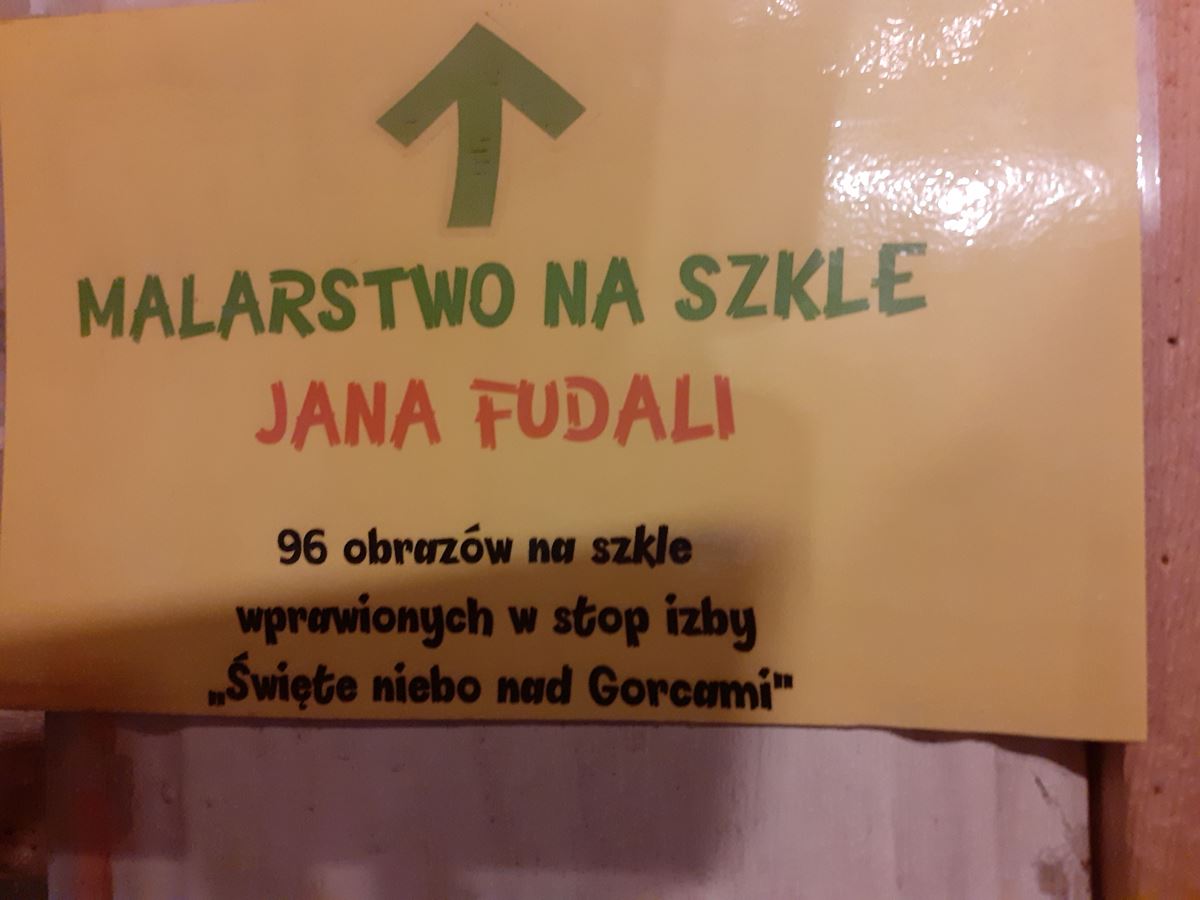 MALARSTWO NA SZKLE
JANA FUDALI
96 obrazów na szkle
wprawionych w stop izby
„Święte niebo nad Gorcami"